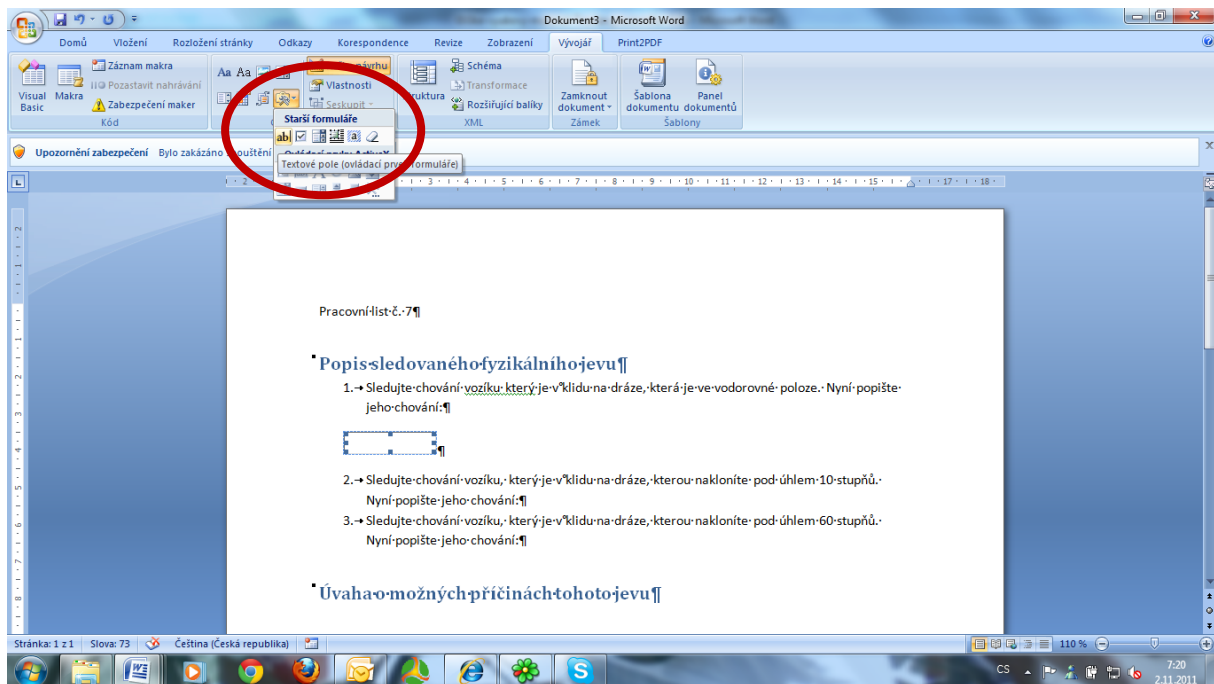 Dokument3 - Microsoft Word
Domů Vložení Rozložení stránky Odkazy Korespondence Revize Zobrazení Vývojář Print2PDF
Visual Basic
Makra
Záznam makra
Pozastavit nahrávání
Zabezpečení maker
Kód
Aa Aa
Vlastnosti
Seskupit
Schéma
Transformace
Rozšiřující balíky
XML
Zamknout dokument
Zámek
Šablona dokumentu
Panel dokumentů
Šablony
Starší formuláře
ab
Textové pole (ovládací prvek formuláře)
Upozornění zabezpečení Bylo zakázáno spouštění
Pracovní·list·č.·7¶
Popis·sledovaného·fyzikálního·jevu¶
1.→Sledujte·chování·vozíku·který·je·v°klidu·na·dráze,·která·je·ve·vodorovné·poloze.·Nyní·popište·
jeho·chování:¶
¶
2.→Sledujte·chování·vozíku,·který·je·v°klidu·na·dráze,·kterou·nakloníte·pod·úhlem·10·stupňů.·
Nyní·popište·jeho·chování:¶
3.→Sledujte·chování·vozíku,·který·je·v°klidu·na·dráze,·kterou·nakloníte·pod·úhlem·60·stupňů.·
Nyní·popište·jeho·chování:¶
Úvaha·o·možných·příčinách·tohoto·jevu¶
Stránka: 1 z 1 Slova: 73 Čeština (Česká republika) 110 %
CS 7:20
2.11.2011